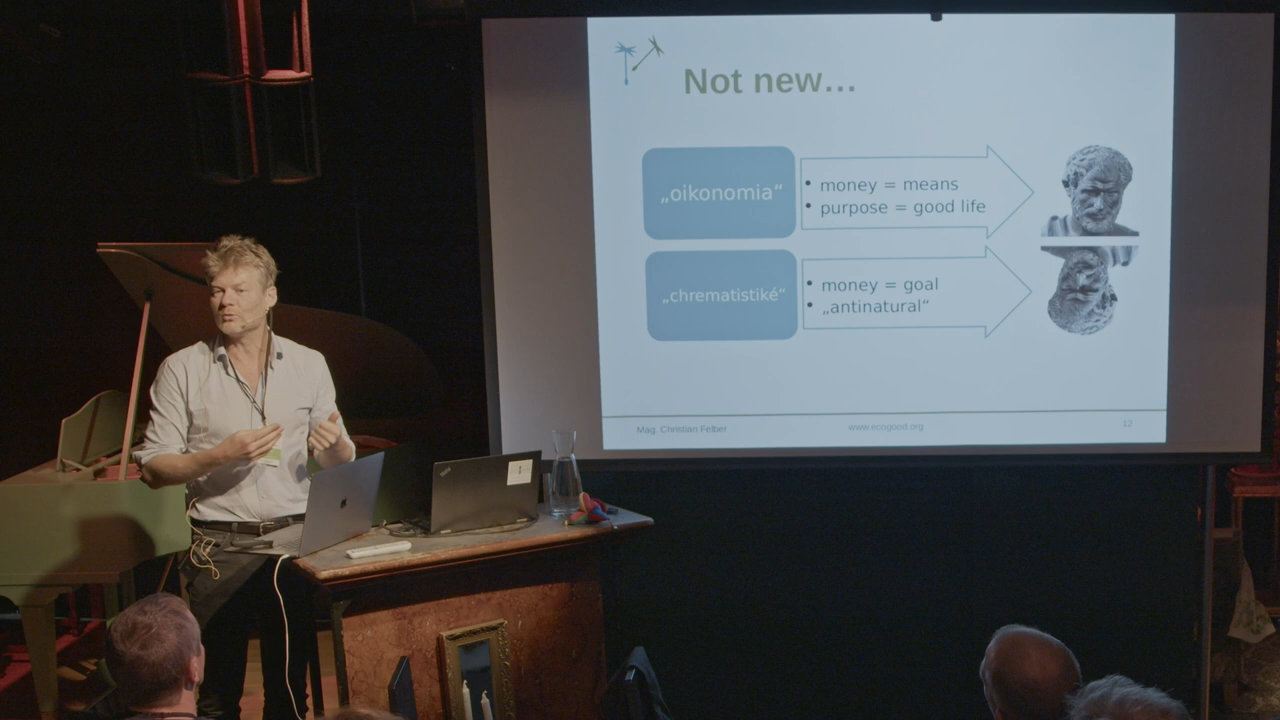 Not new…
„oikonomia“
• money = means
• purpose = good life
„chrematistiké“
• money = goal
• „antinatural“
Mag. Christian Felber
www.ecogood.org
12